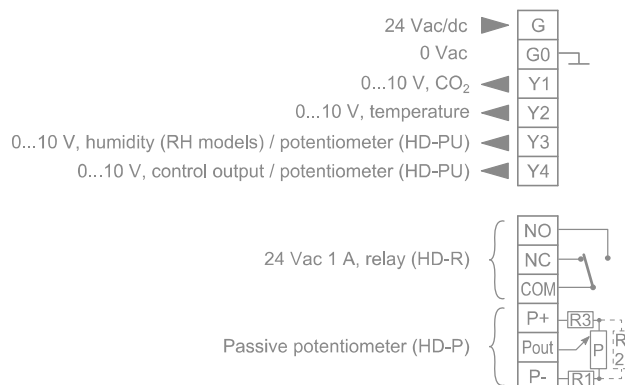 24 Vac/dc G
0 Vac G0
0...10 V, CO₂ Y1
0...10 V, temperature Y2
0...10 V, humidity (RH models) / potentiometer (HD-PU) Y3
0...10 V, control output / potentiometer (HD-PU) Y4
NO
24 Vac 1 A, relay (HD-R) NC
COM
P+ R3
Passive potentiometer (HD-P) Pout P
P- R1